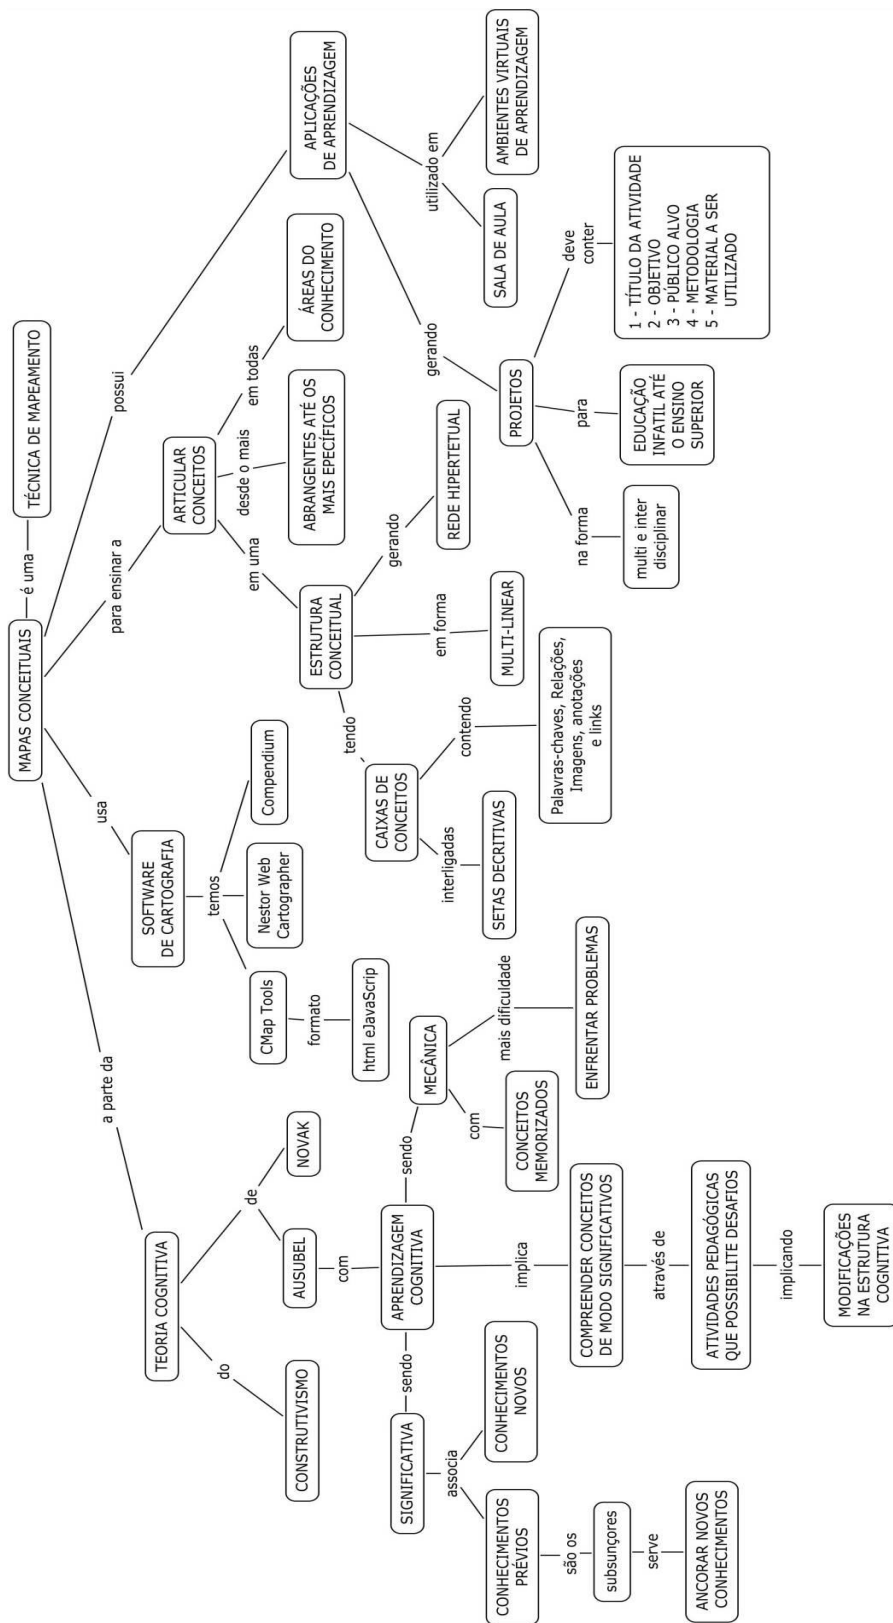 MAPAS CONCEITUAIS
é uma
TÉCNICA DE MAPEAMENTO
a parte da
usa
para ensinar a
possui
TEORIA COGNITIVA
do
de
CONSTRUTIVISMO
AUSUBEL
NOVAK
com
APRENDIZAGEM
COGNITIVA
sendo
SIGNIFICATIVA
associa
CONHECIMENTOS
PRÉVIOS
CONHECIMENTOS
NOVOS
são os
subsunçores
serve
ANCORAR NOVOS
CONHECIMENTOS
implica
COMPREENDER CONCEITOS
DE MODO SIGNIFICATIVOS
através de
ATIVIDADES PEDAGÓGICAS
QUE POSSIBILITE DESAFIOS
implicando
MODIFICAÇÕES
NA ESTRUTURA
COGNITIVA
sendo
MECÂNICA
com
CONCEITOS
MEMORIZADOS
mais dificuldade
ENFRENTAR PROBLEMAS
SOFTWARE
DE CARTOGRAFIA
temos
CMap Tools
Nestor Web
Cartographer
Compendium
formato
html eJavaScrip
ARTICULAR
CONCEITOS
em uma
desde o mais
em todas
ESTRUTURA
CONCEITUAL
ABRANGENTES ATÉ OS
MAIS EPECÍFICOS
ÁREAS DO
CONHECIMENTO
tendo
em forma
gerando
CAIXAS DE
CONCEITOS
MULTI-LINEAR
REDE HIPERTETUAL
interligadas
contendo
SETAS DECRITIVAS
Palavras-chaves, Relações,
Imagens, anotações
e links
APLICAÇÕES
DE APRENDIZAGEM
gerando
utilizado em
SALA DE AULA
AMBIENTES VIRTUAIS
DE APRENDIZAGEM
PROJETOS
na forma
para
deve
conter
multi e inter
disciplinar
EDUCAÇÃO
INFATIL ATÉ
O ENSINO
SUPERIOR
1 - TÍTULO DA ATIVIDADE
2 - OBJETIVO
3 - PÚBLICO ALVO
4 - METODOLOGIA
5 - MATERIAL A SER
UTILIZADO